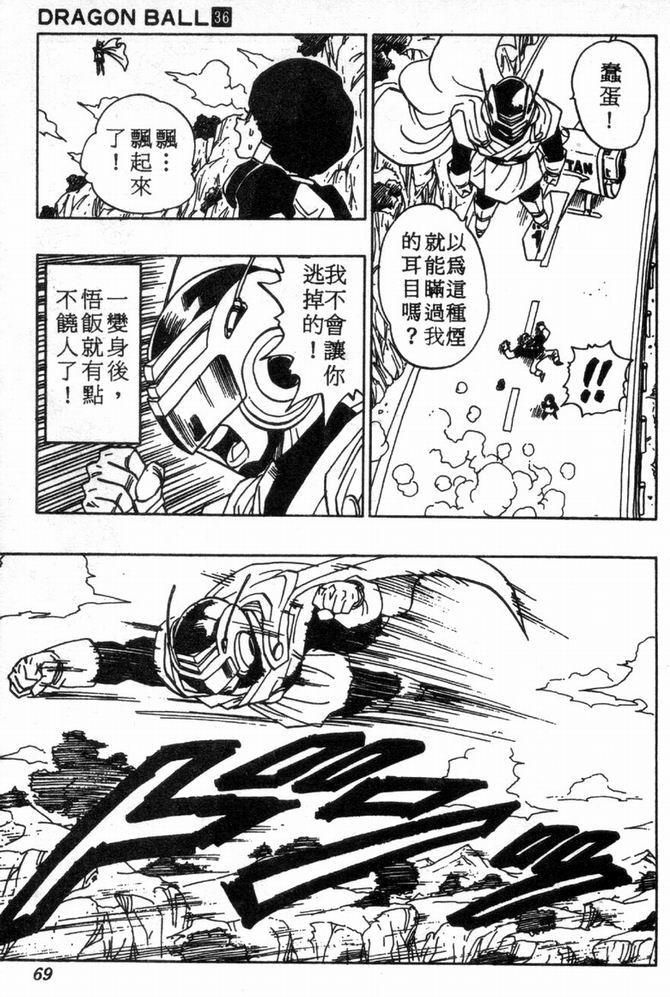 DRAGON BALL 36
蠢蛋！
TAN
1
以為這種煙
就能瞞過我
的耳目嗎？
!!
飄…
飄起來
了！
我不會讓你
逃掉的！
一變身後，
悟飯就有點
不饒人了！
69